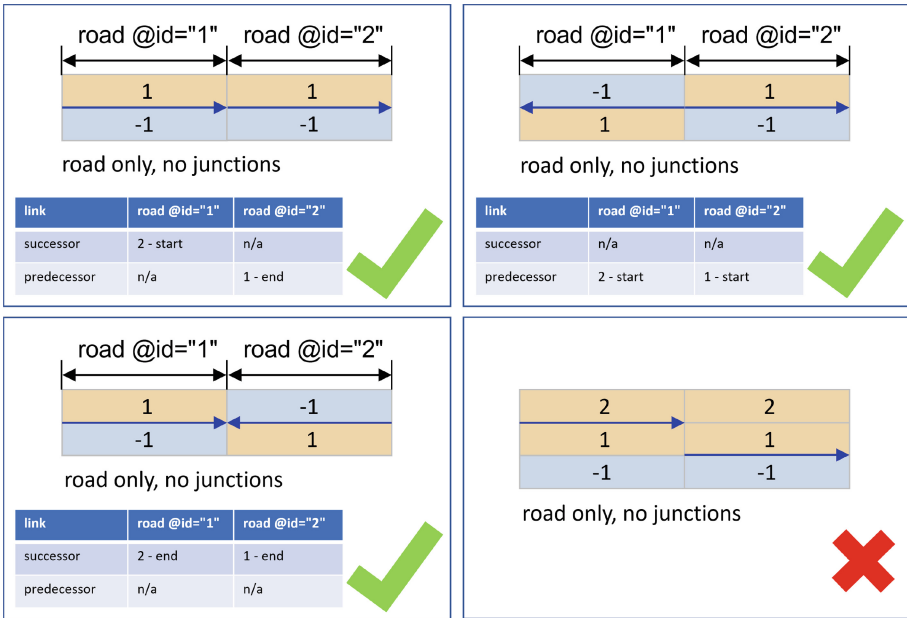 road @id="1" road @id="2"
1 1
-1 -1
road only, no junctions
link road @id="1" road @id="2"
successor 2 - start n/a
predecessor n/a 1 - end
road @id="1" road @id="2"
-1 1
1 -1
road only, no junctions
link road @id="1" road @id="2"
successor n/a n/a
predecessor 2 - start 1 - start
road @id="1" road @id="2"
1 -1
-1 1
road only, no junctions
link road @id="1" road @id="2"
successor 2 - end 1 - end
predecessor n/a n/a
2 2
1 1
-1 -1
road only, no junctions